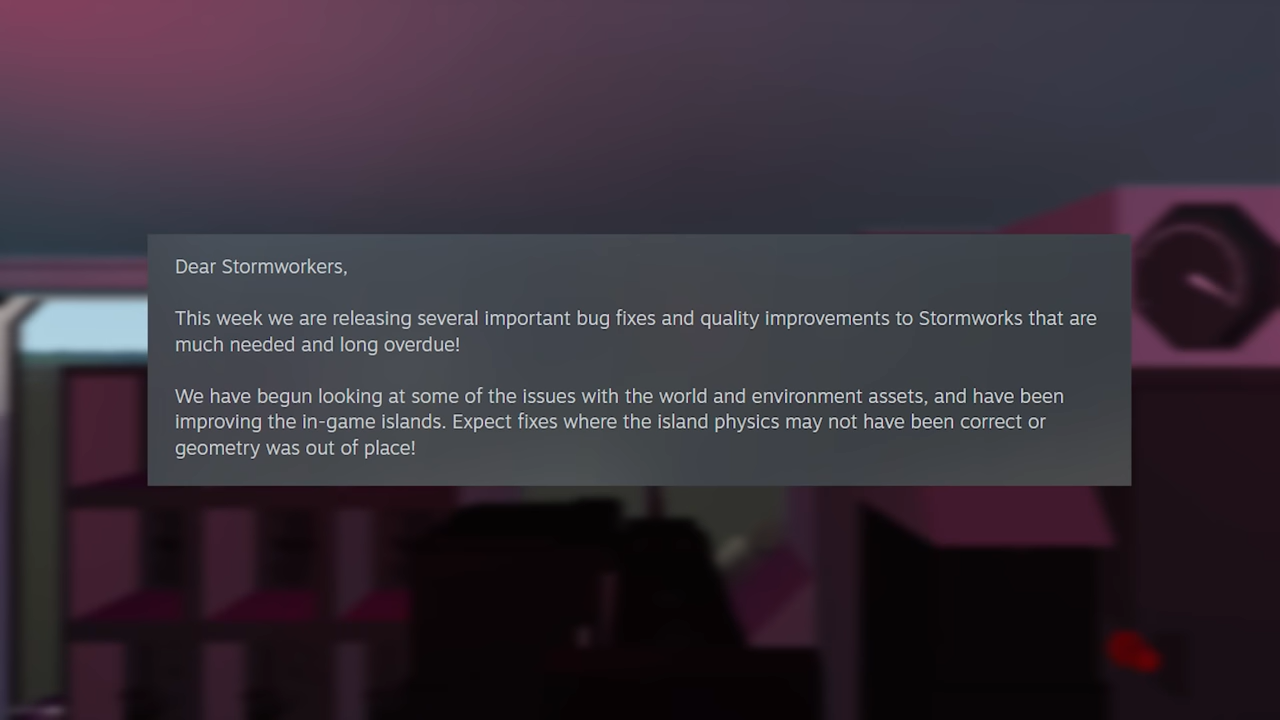 Dear Stormworkers,
This week we are releasing several important bug fixes and quality improvements to Stormworks that are
much needed and long overdue!
We have begun looking at some of the issues with the world and environment assets, and have been
improving the in-game islands. Expect fixes where the island physics may not have been correct or
geometry was out of place!